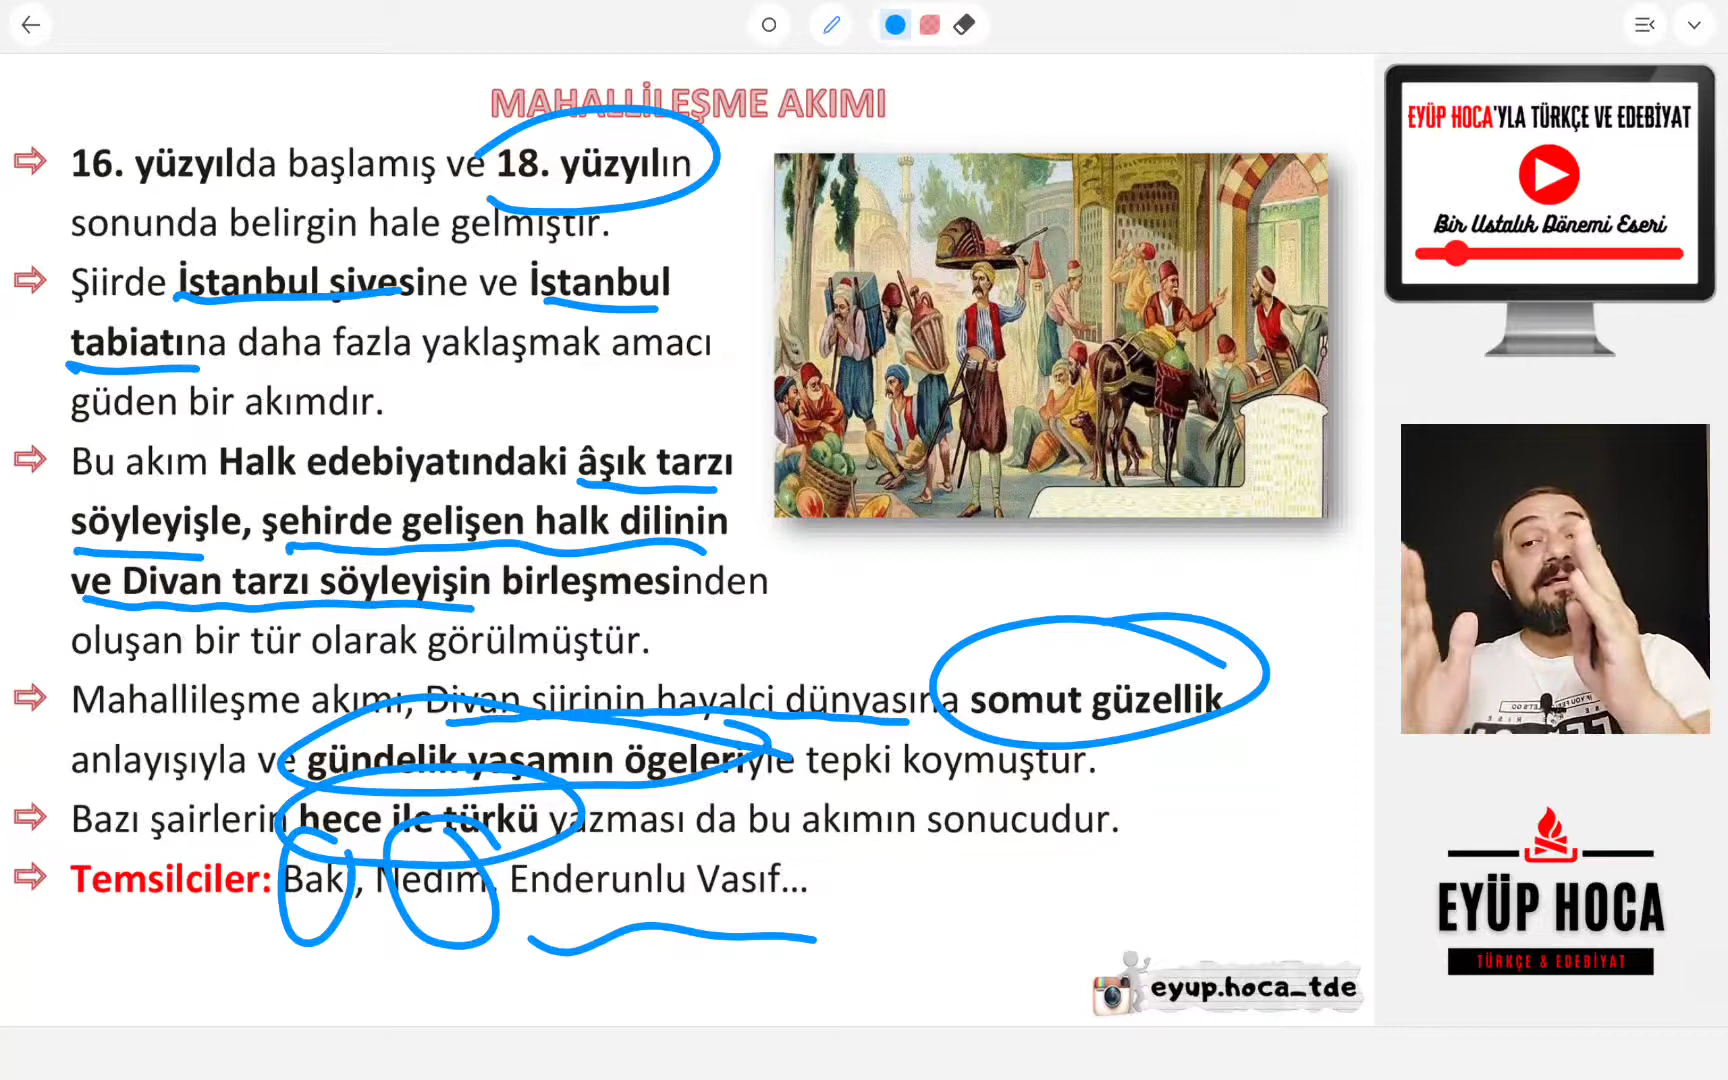 MAHALLİLEŞME AKIMI
16. yüzyılda başlamış ve 18. yüzyılın
sonunda belirgin hale gelmiştir.
Şiirde İstanbul şivesine ve İstanbul
tabiatına daha fazla yaklaşmak amacı
güden bir akımdır.
Bu akım Halk edebiyatındaki âşık tarzı
söyleyişle, şehirde gelişen halk dilinin
ve Divan tarzı söyleyişin birleşmesinden
oluşan bir tür olarak görülmüştür.
Mahallileşme akımı, Divan şiirinin hayalci dünyasına somut güzellik
anlayışıyla ve gündelik yaşamın ögeleriyle tepki koymuştur.
Bazı şairlerin hece ile türkü yazması da bu akımın sonucudur.
Temsilciler: Baki, Nedim, Enderunlu Vasıf...
eyup.hoca_tde
EYÜP HOCA'YLA TÜRKÇE VE EDEBİYAT
Bir Ustalık Dönemi Eseri
EYÜP HOCA
TÜRKÇE & EDEBİYAT